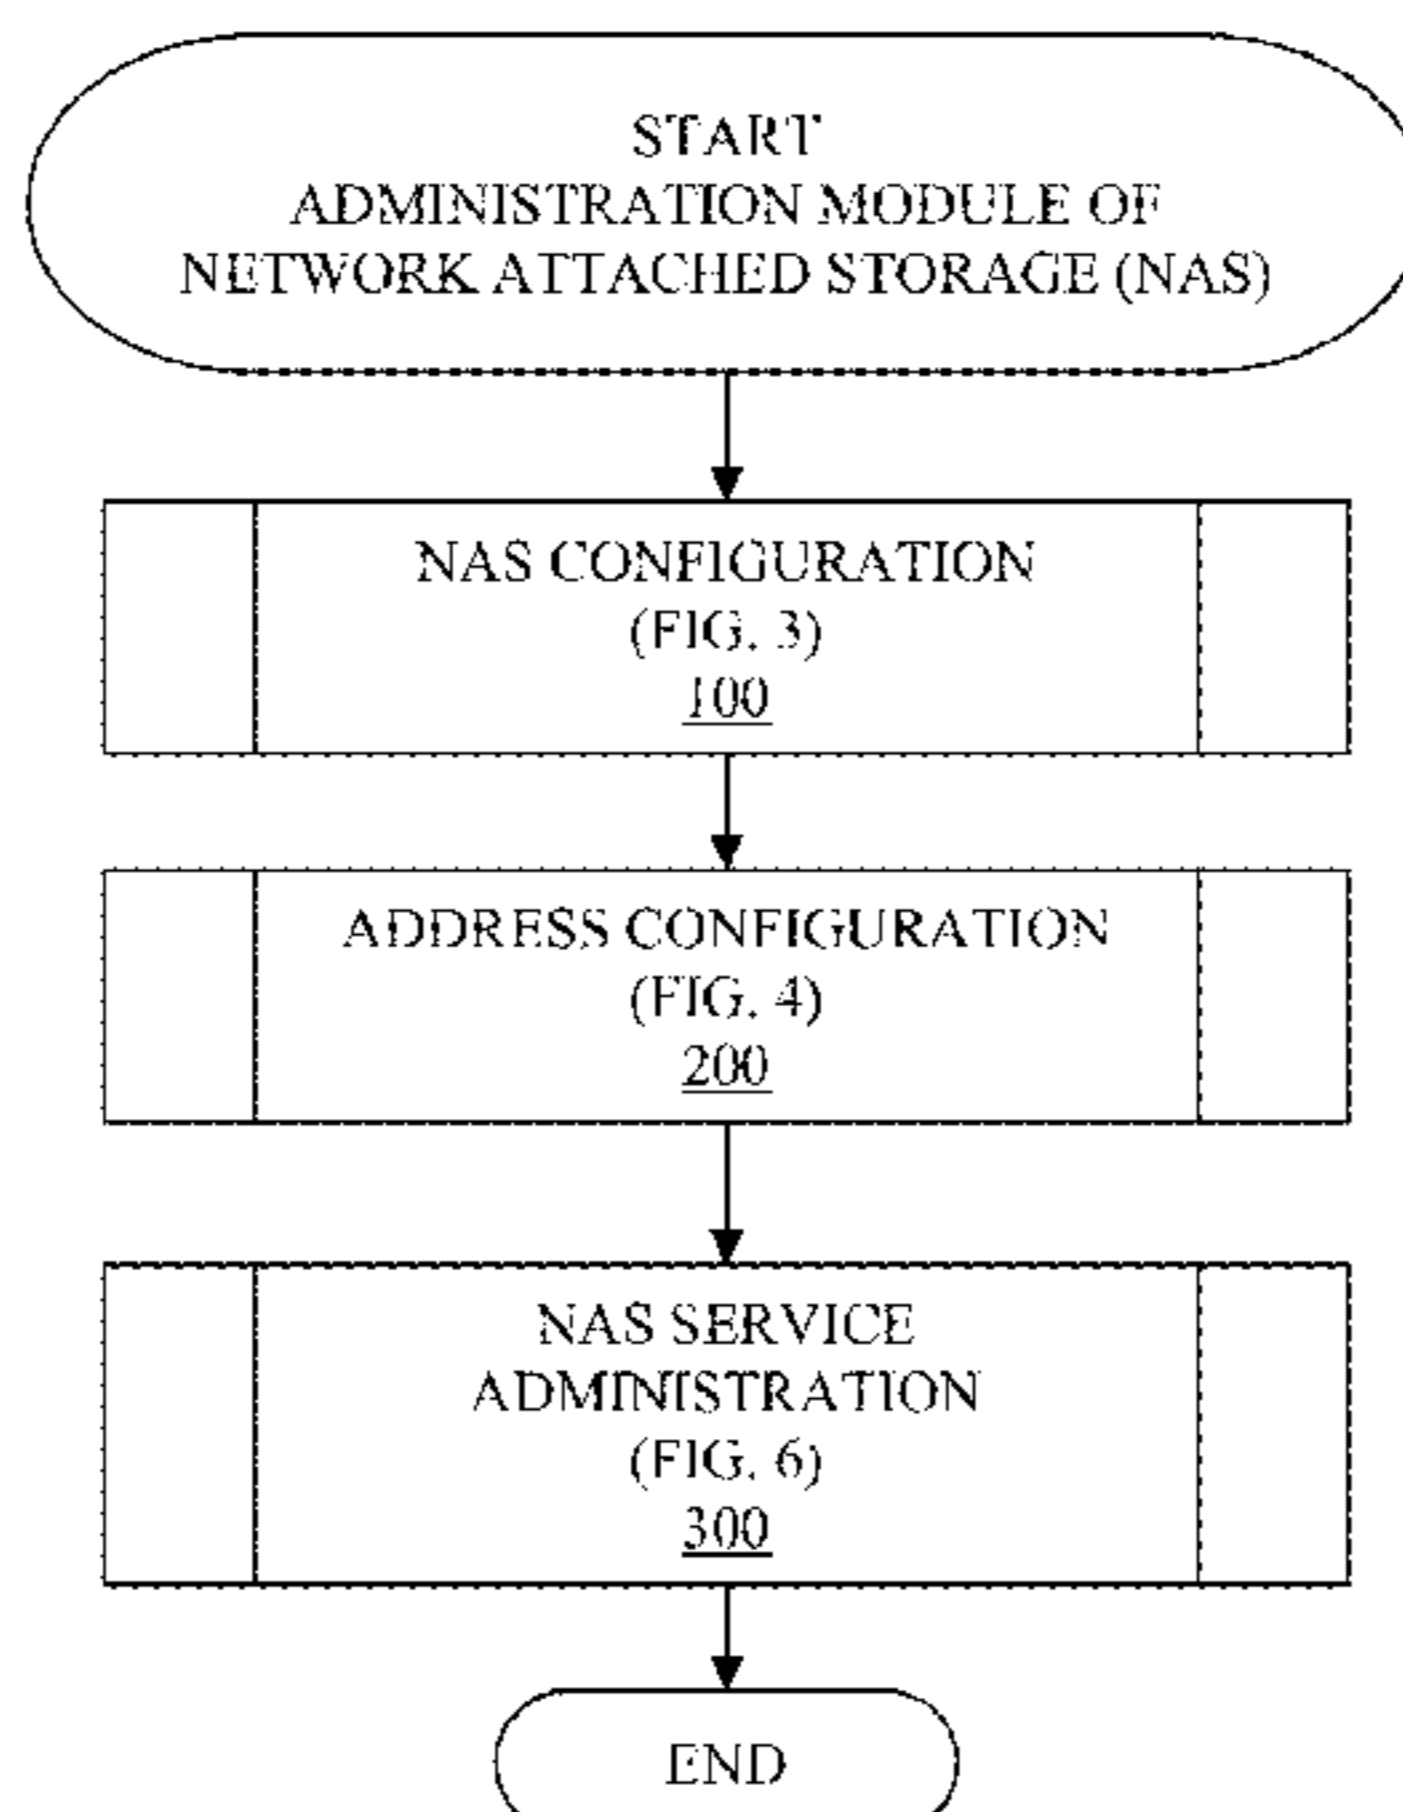 START
ADMINISTRATION MODULE OF
NETWORK ATTACHED STORAGE (NAS)
NAS CONFIGURATION
(FIG. 3)
100
ADDRESS CONFIGURATION
(FIG. 4)
200
NAS SERVICE
ADMINISTRATION
(FIG. 6)
300
END